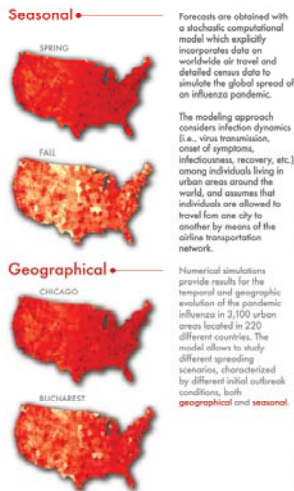 Seasonal
SPRING
FALL
Forecasts are obtained with
a stochastic computational
model which explicitly
incorporates data on
worldwide air travel and
detailed census data to
simulate the global spread of
an influenza pandemic.
The modeling approach
considers infection dynamics
(i.e., virus transmission,
onset of symptoms,
infectiousness, recovery, etc.)
among individuals living in
urban areas around the
world, and assumes that
individuals are allowed to
travel fom one city to
another by means of the
airline transportation
network.
Geographical
CHICAGO
BUCHAREST
Numerical simulations
provide results for the
temporal and geographic
evolution of the pandemic
influenza in 3,100 urban
areas located in 220
different countries. The
model allows to study
different spreading
scenarios, characterized
by different initial outbreak
conditions, both
geographical and seasonal.